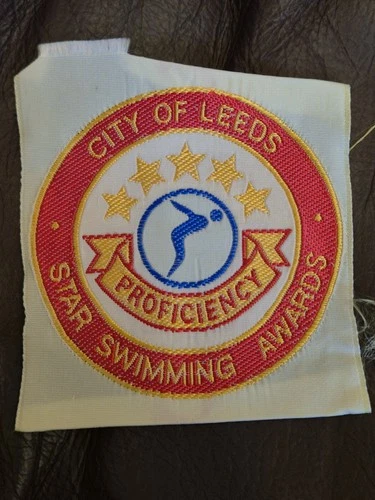 CITY OF LEEDS
PROFICIENCY
STAR SWIMMING AWARDS